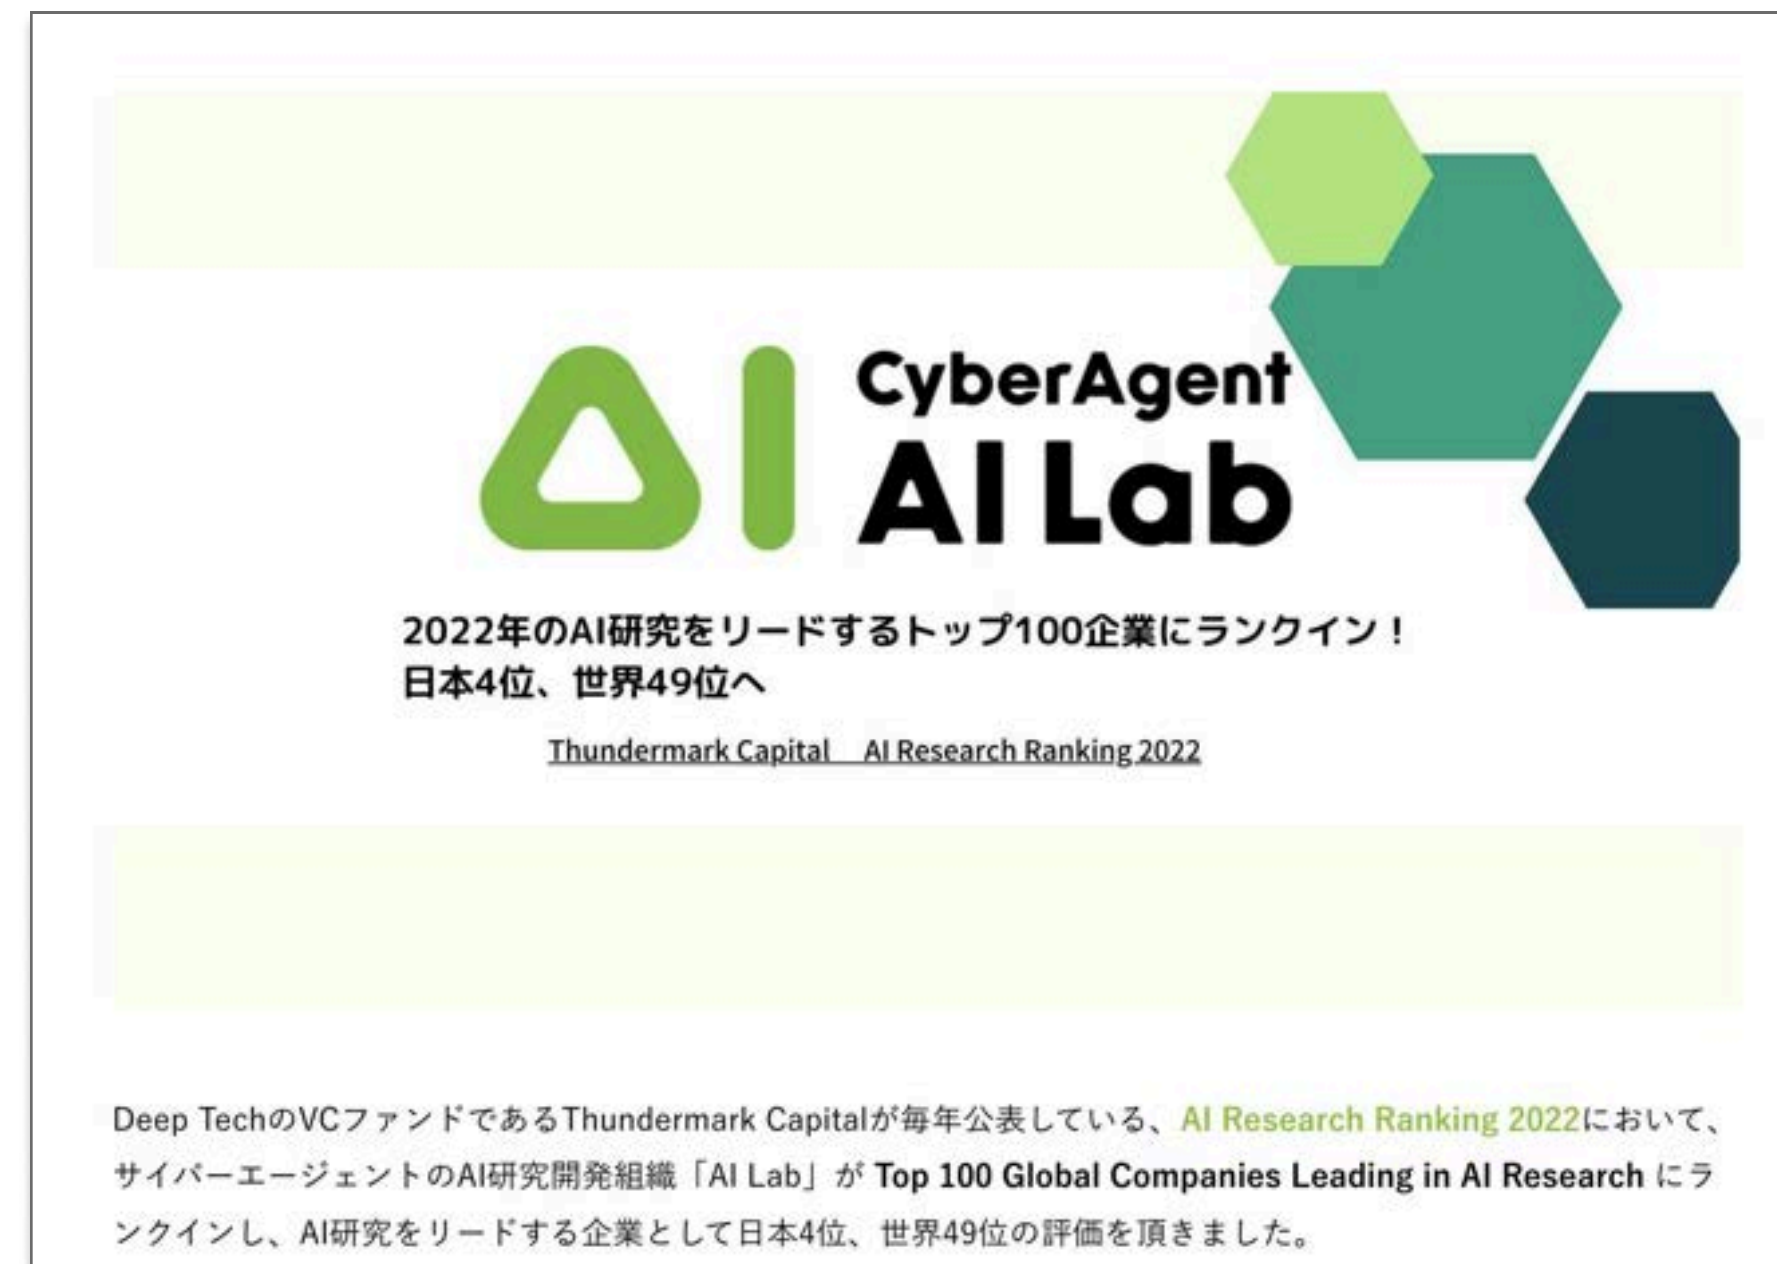 CyberAgent
AI Lab
2022年のAI研究をリードするトップ100企業にランクイン！
日本4位、世界49位へ
Thundermark Capital　AI Research Ranking 2022
Deep TechのVCファンドであるThundermark Capitalが毎年公表している、AI Research Ranking 2022において、
サイバーエージェントのAI研究開発組織「AI Lab」が Top 100 Global Companies Leading in AI Research にラ
ンクインし、AI研究をリードする企業として日本4位、世界49位の評価を頂きました。